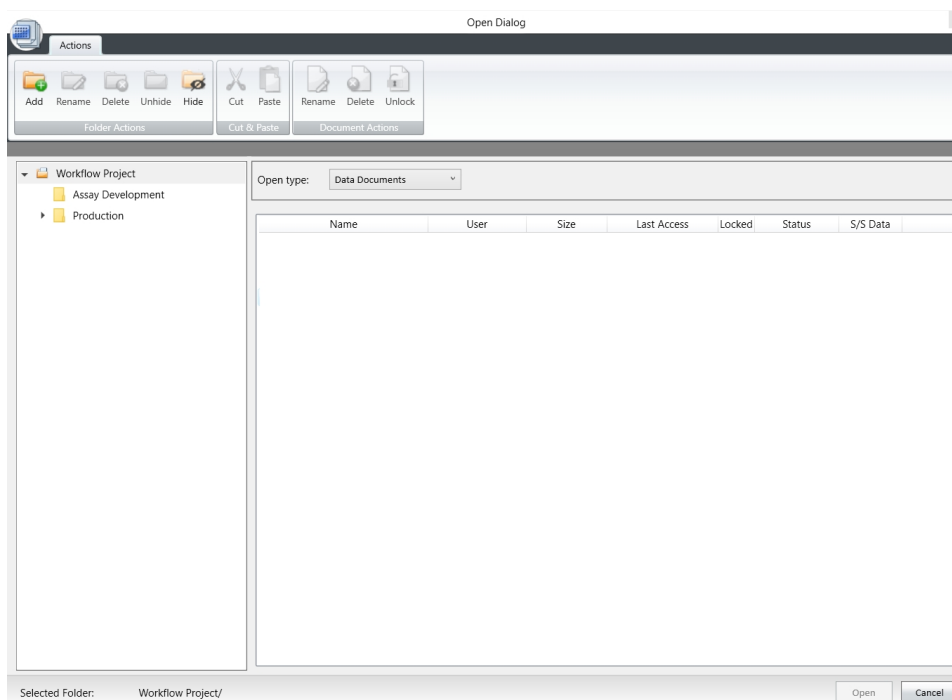 Open Dialog
Actions
Add Rename Delete Unhide Hide Cut Paste Rename Delete Unlock
Folder Actions Cut & Paste Document Actions
Workflow Project
Assay Development
Production
Open type: Data Documents
Name User Size Last Access Locked Status S/S Data
Selected Folder: Workflow Project/ Open Cancel